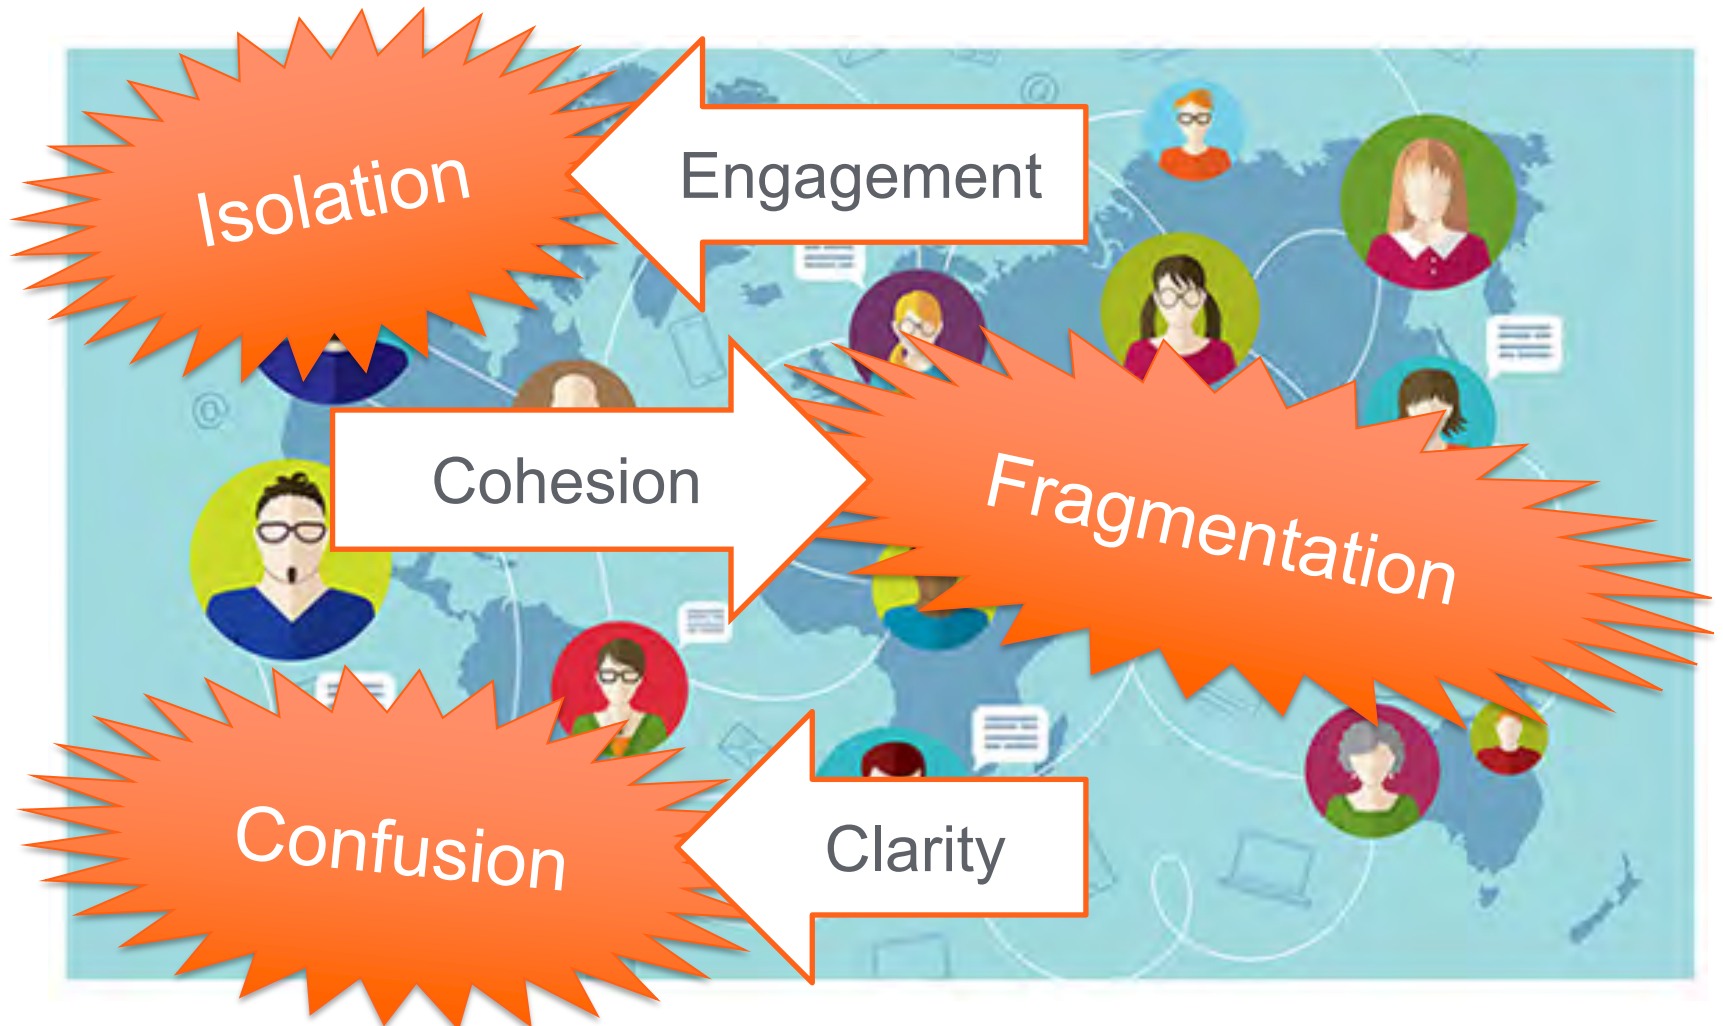 Isolation
Engagement
Cohesion
Fragmentation
Confusion
Clarity